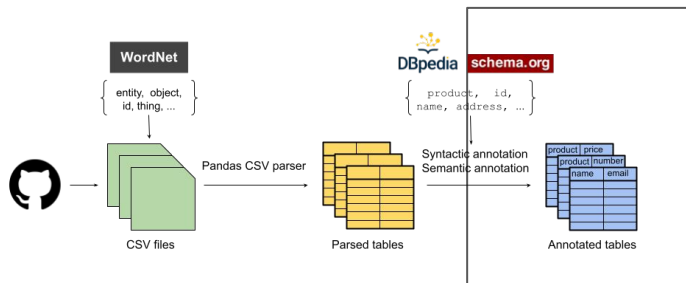 WordNet
entity, object,
id, thing, ...
DBpedia
schema.org
product, id,
name, address, ...
Pandas CSV parser
Syntactic annotation
Semantic annotation
product price
product number
name email
CSV files
Parsed tables
Annotated tables